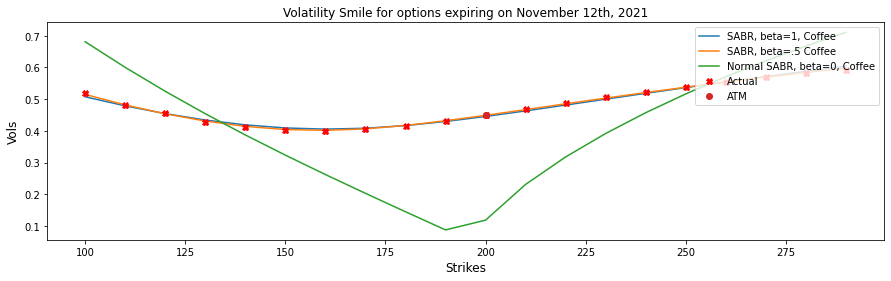 Volatility Smile for options expiring on November 12th, 2021
SABR, beta=1, Coffee
SABR, beta=.5 Coffee
Normal SABR, beta=0, Coffee
Actual
ATM
Vols
0.7
0.6
0.5
0.4
0.3
0.2
0.1
100
125
150
175
200
225
250
275
Strikes